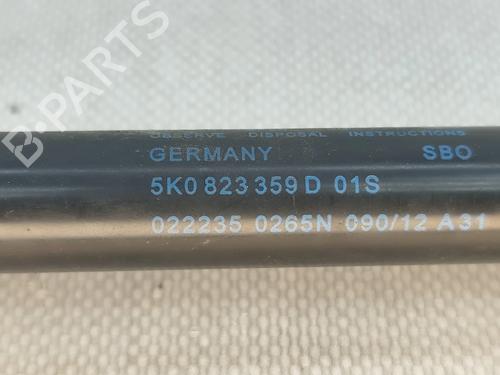 OBSERVE DISPOSAL INSTRUCTIONS
GERMANY SBO
5K0 823 359 D 01S
022235 0265N 090/12 A31
B-PARTS